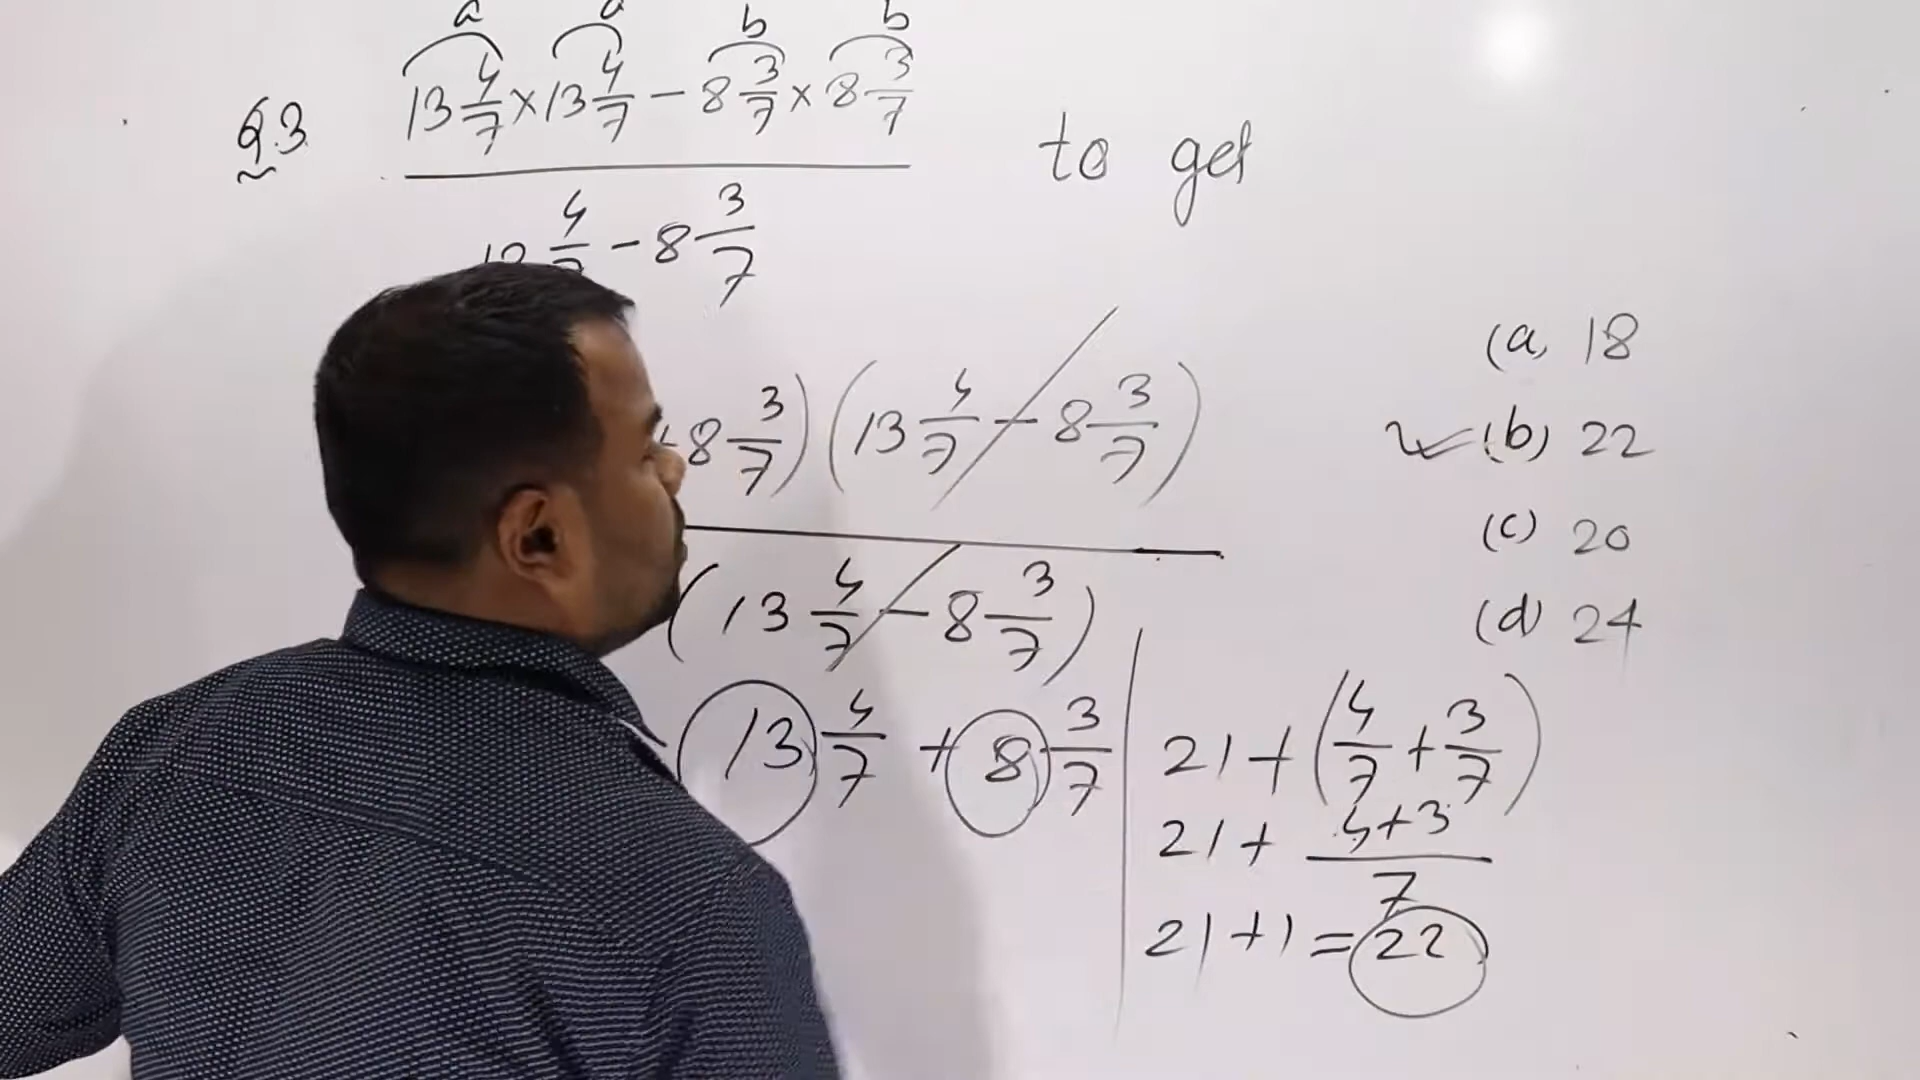 a a b b
Q.3 13 4/7 × 13 4/7 − 8 3/7 × 8 3/7 to get
4/7 − 8 3/7
(a) 18
8 3/7) (13 4/7 − 8 3/7)
(b) 22
(c) 20
(13 4/7 − 8 3/7)
(d) 24
13 4/7 + 8 3/7
21 + (4/7 + 3/7)
21 + 4+3/7
21 + 1 = 22